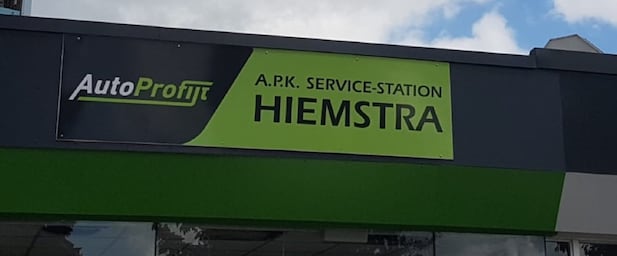 AutoProfijt
A.P.K. SERVICE-STATION
HIEMSTRA